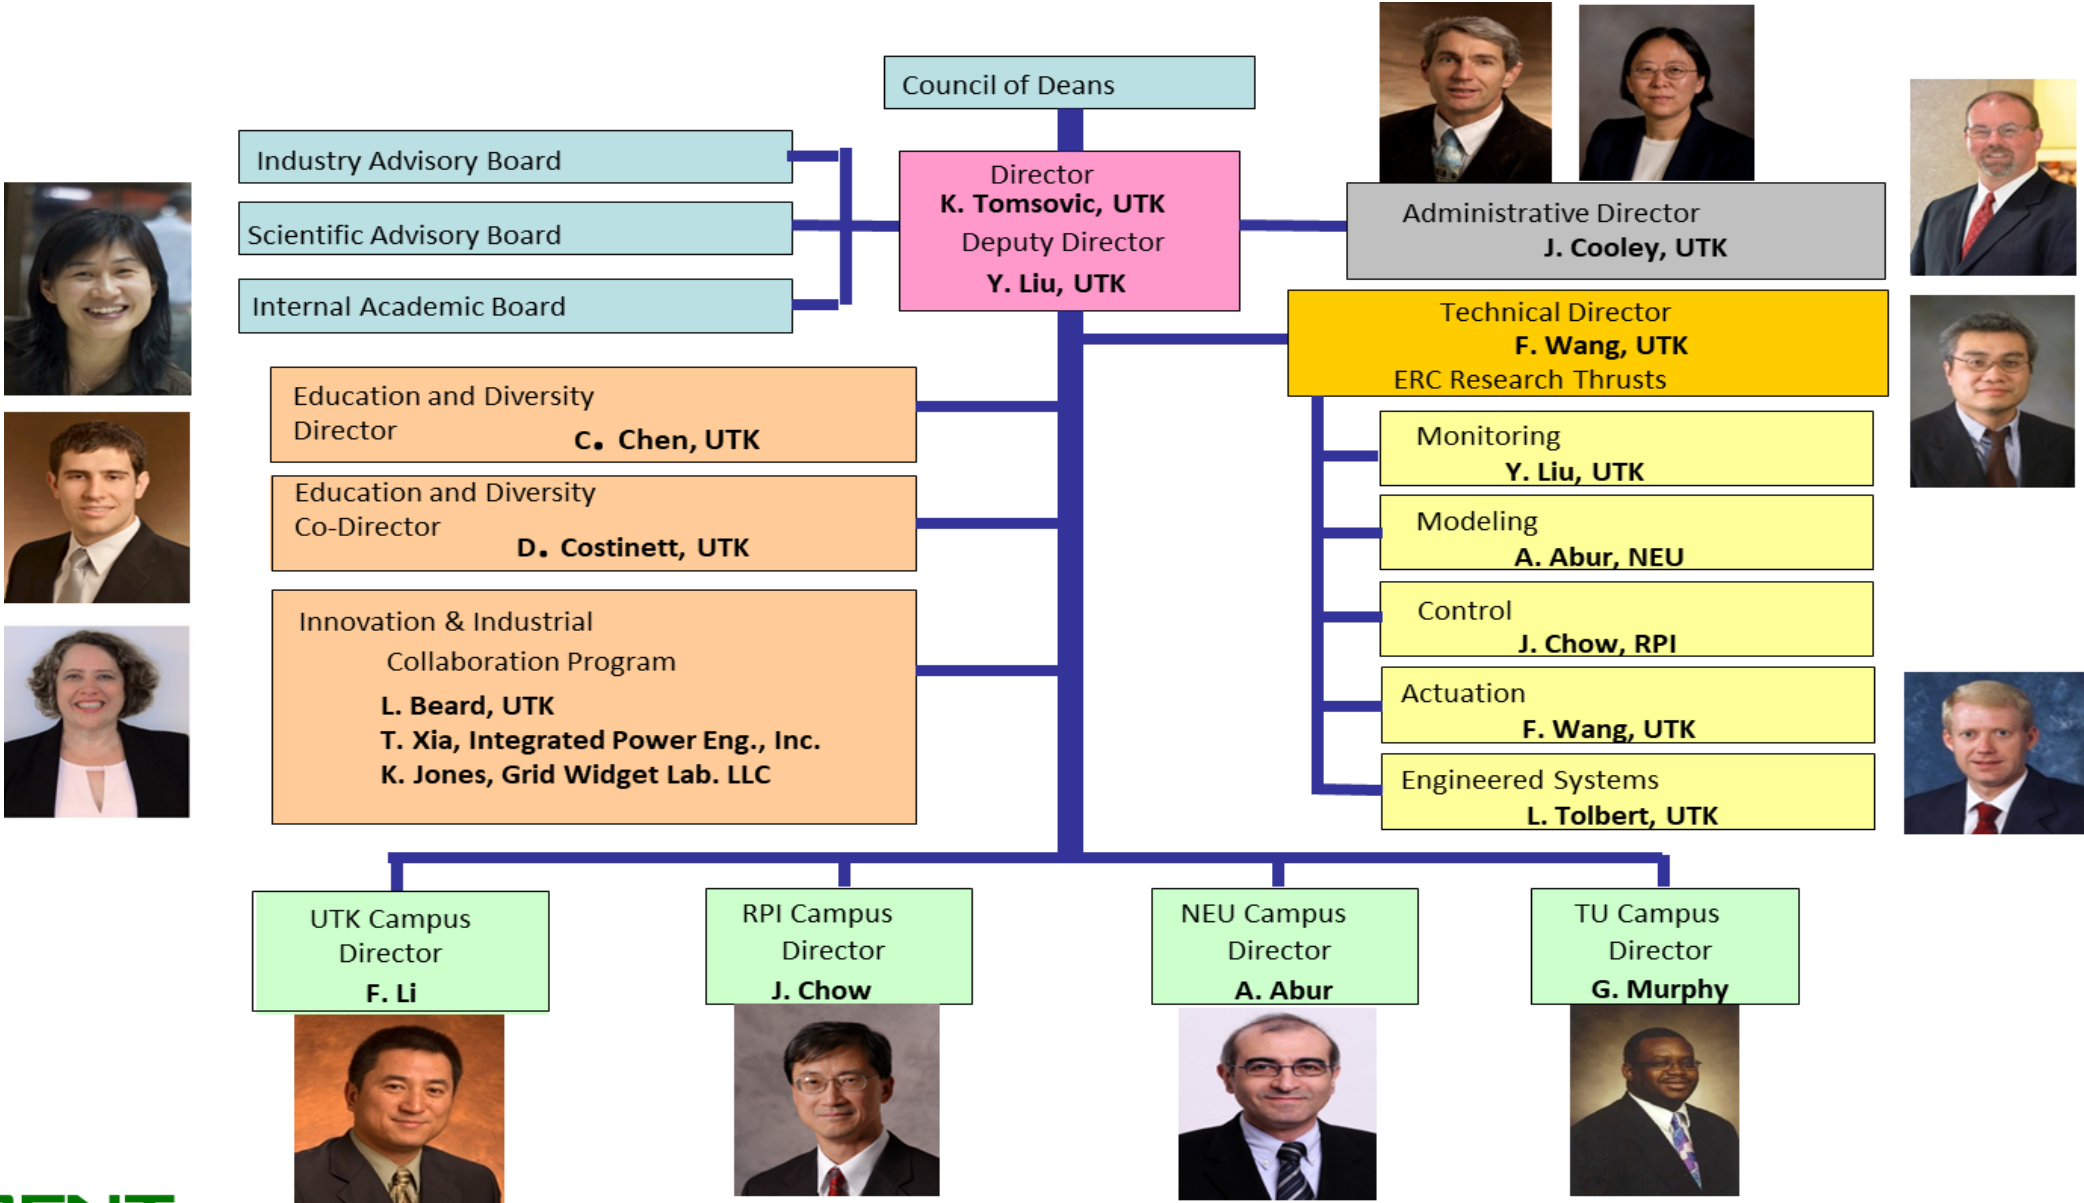 Council of Deans
Industry Advisory Board
Scientific Advisory Board
Internal Academic Board
Director
K. Tomsovic, UTK
Deputy Director
Y. Liu, UTK
Administrative Director
J. Cooley, UTK
Technical Director
F. Wang, UTK
ERC Research Thrusts
Education and Diversity
Director C. Chen, UTK
Education and Diversity
Co-Director
D. Costinett, UTK
Innovation & Industrial
Collaboration Program
L. Beard, UTK
T. Xia, Integrated Power Eng., Inc.
K. Jones, Grid Widget Lab. LLC
Monitoring
Y. Liu, UTK
Modeling
A. Abur, NEU
Control
J. Chow, RPI
Actuation
F. Wang, UTK
Engineered Systems
L. Tolbert, UTK
UTK Campus
Director
F. Li
RPI Campus
Director
J. Chow
NEU Campus
Director
A. Abur
TU Campus
Director
G. Murphy